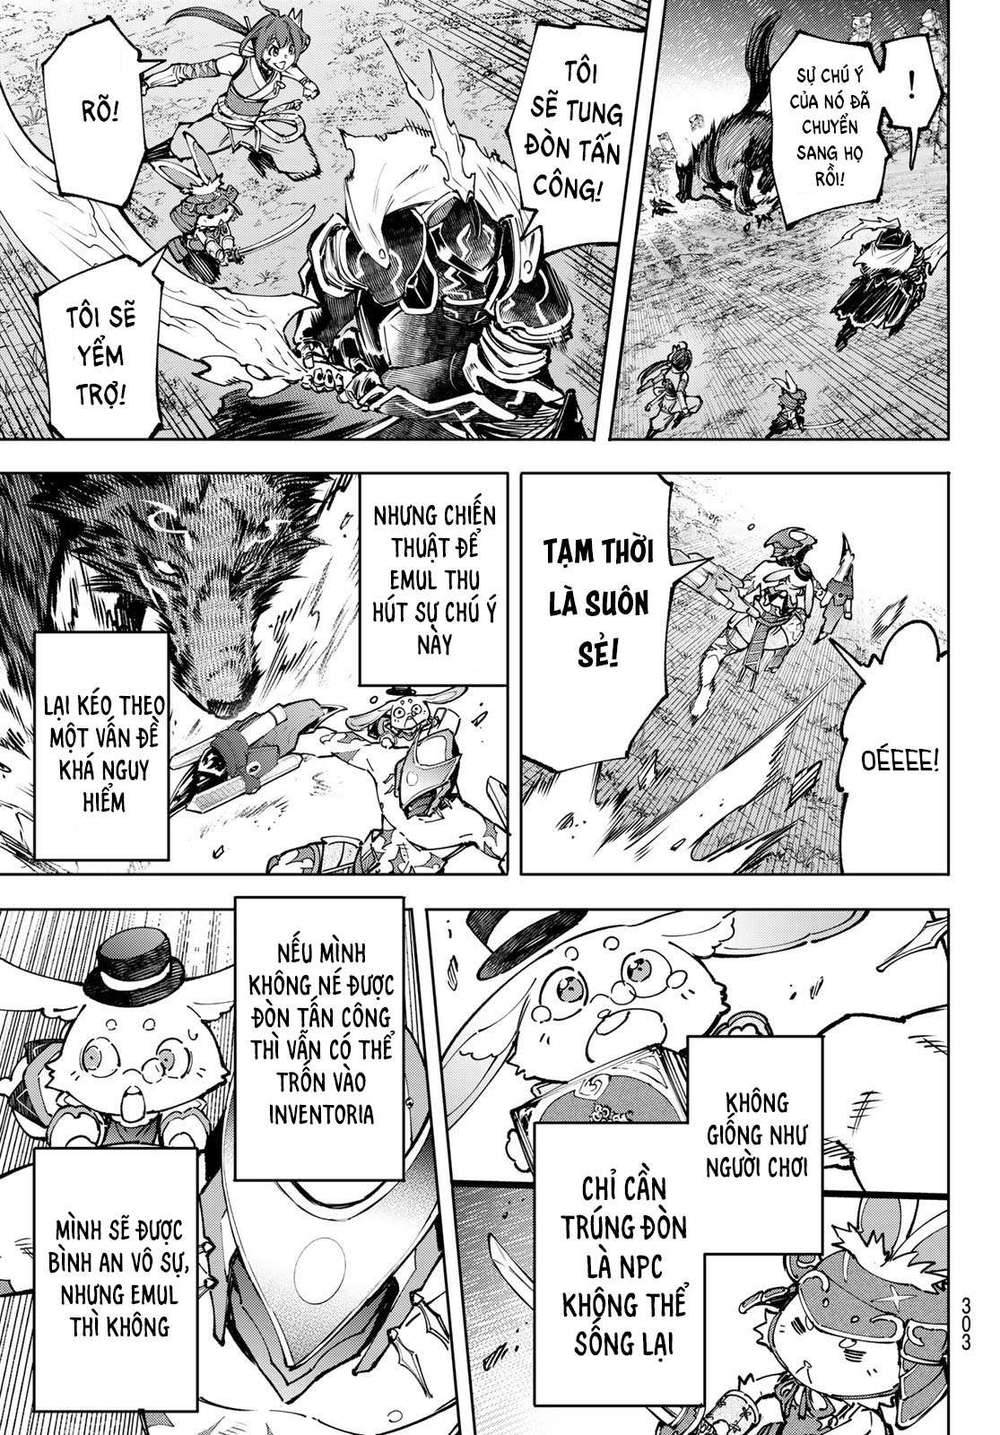 !
SỰ CHÚ Ý
CỦA NÓ ĐÃ
CHUYỂN
SANG HỌ
RỒI!
TÔI
SẼ TUNG
ĐÒN TẤN
CÔNG!
RÕ!
TÔI SẼ
YỂM
TRỢ!
OÉEEE!
TẠM THỜI
LÀ SUÔN
SẺ!
NHƯNG CHIẾN
THUẬT ĐỂ
EMUL THU
HÚT SỰ CHÚ Ý
NÀY
LẠI KÉO THEO
MỘT VẤN ĐỀ
KHÁ NGUY
HIỂM
KHÔNG
GIỐNG NHƯ
NGƯỜI CHƠI
CHỈ CẦN
TRÚNG ĐÒN
LÀ NPC
KHÔNG THỂ
SỐNG LẠI
NẾU MÌNH
KHÔNG NÉ ĐƯỢC
ĐÒN TẤN CÔNG
THÌ VẪN CÓ THỂ
TRỐN VÀO
INVENTORIA
MÌNH SẼ ĐƯỢC
BÌNH AN VÔ SỰ,
NHƯNG EMUL
THÌ KHÔNG
303